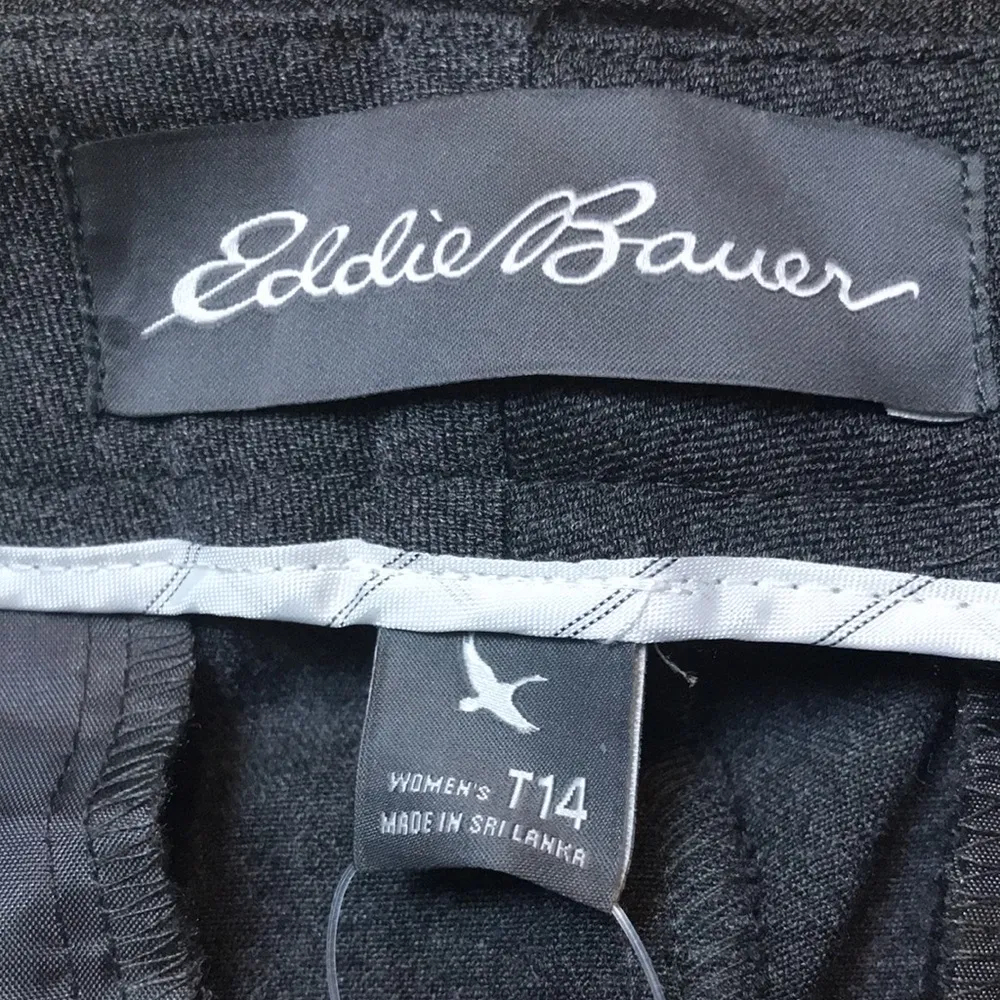 Eddie Bauer
WOMEN'S T14
MADE IN SRI LANKA